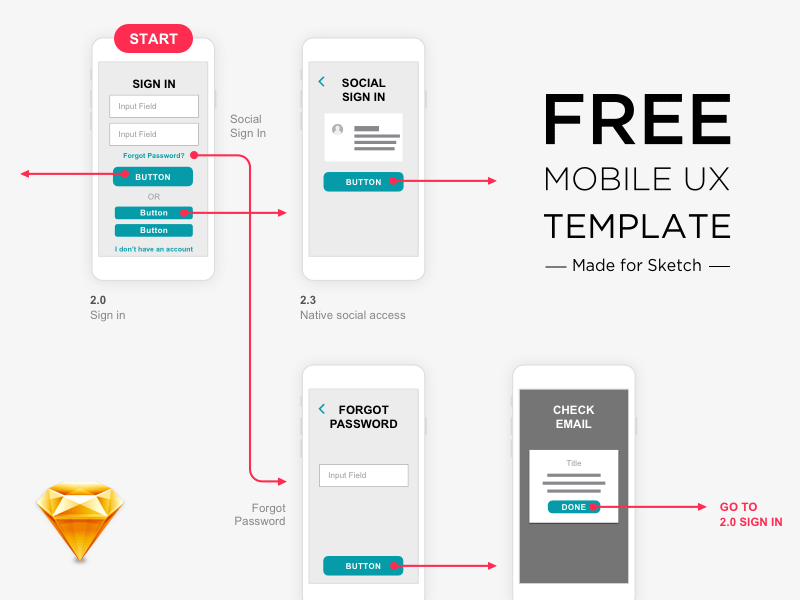 START
SIGN IN
Input Field
Input Field
Forgot Password?
BUTTON
OR
Button
Button
I don't have an account
2.0
Sign in
Social
Sign In
SOCIAL
SIGN IN
BUTTON
2.3
Native social access
FREE
MOBILE UX
TEMPLATE
Made for Sketch
Forgot
Password
FORGOT
PASSWORD
Input Field
BUTTON
CHECK
EMAIL
Title
DONE
GO TO
2.0 SIGN IN